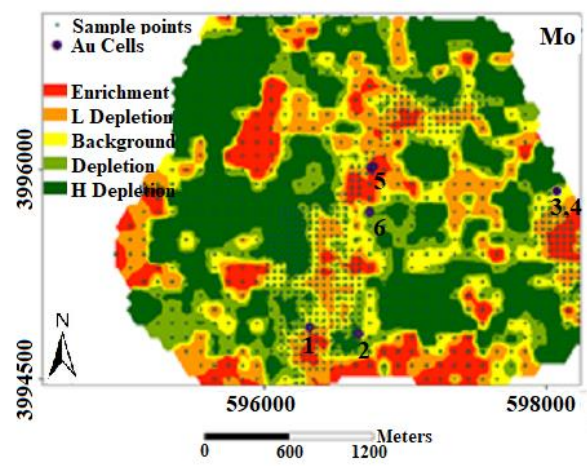 Sample points
Mo
Au Cells
Enrichment
L Depletion
Background
Depletion
H Depletion
3996000
5
3,4
6
N
1
2
3994500
596000
598000
Meters
0
600
1200